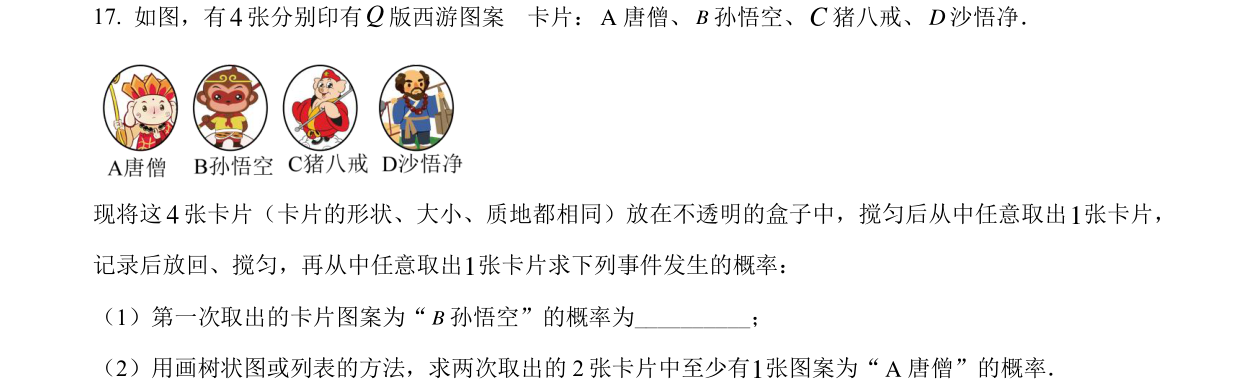 17. 如图，有4张分别印有Q版西游图案 卡片：A唐僧、B孙悟空、C猪八戒、D沙悟净．
A唐僧 B孙悟空 C猪八戒 D沙悟净
现将这4张卡片（卡片的形状、大小、质地都相同）放在不透明的盒子中，搅匀后从中任意取出1张卡片，
记录后放回、搅匀，再从中任意取出1张卡片求下列事件发生的概率：
（1）第一次取出的卡片图案为“B孙悟空”的概率为__________；
（2）用画树状图或列表的方法，求两次取出的2张卡片中至少有1张图案为“A唐僧”的概率．